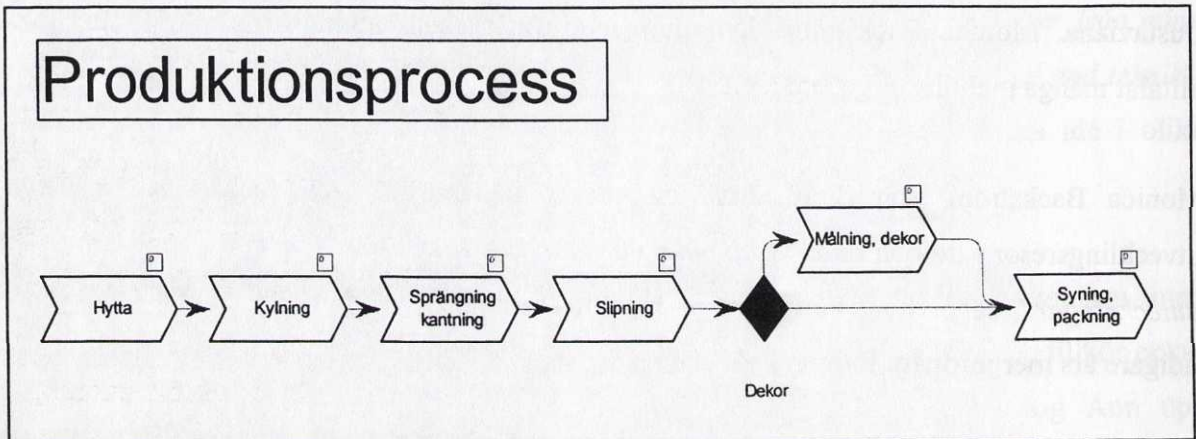 Produktionsprocess
Målning, dekor
Hytta
Kylning
Sprängning
kantning
Slipning
Syning,
packning
Dekor